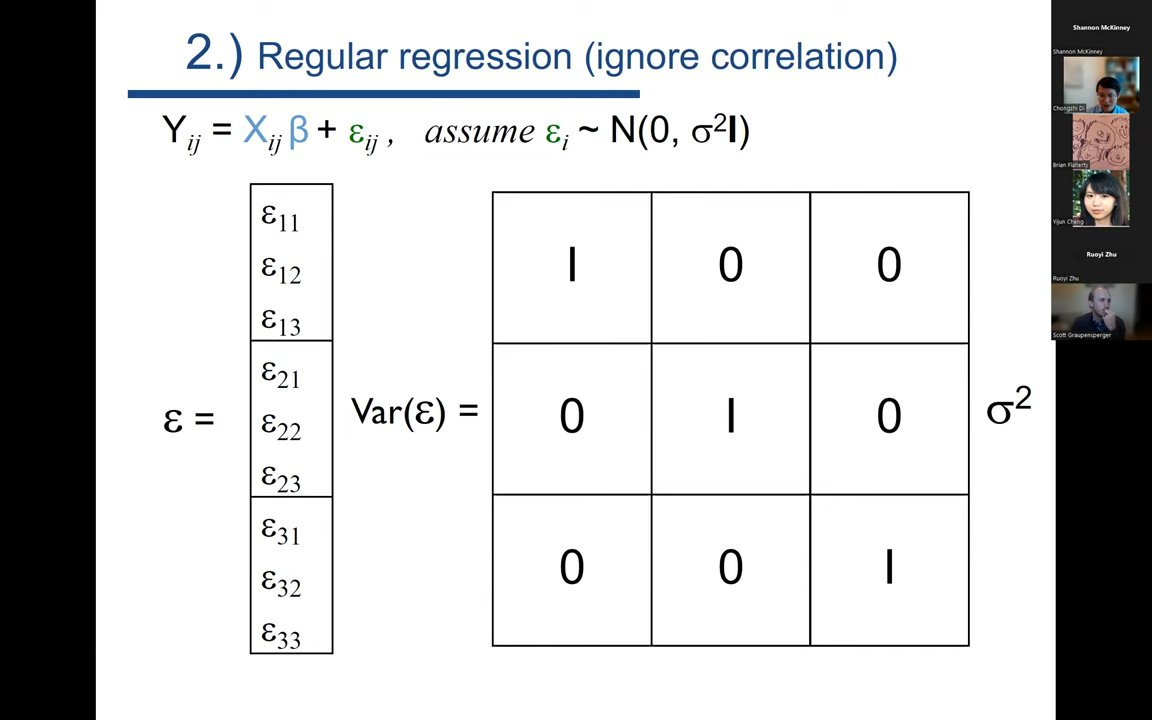 2.) Regular regression (ignore correlation)
Yij = Xij β + εij , assume εi ~ N(0, σ²I)
ε11
ε12
ε13
ε21
ε22
ε23
ε31
ε32
ε33
ε =
Var(ε) =
I 0 0
0 I 0
0 0 I
σ²
Shannon McKinney
Shannon McKinney
Chongzhi Di
Brian Flaherty
Yijun Cheng
Ruoyi Zhu
Ruoyi Zhu
Scott Graupensperger